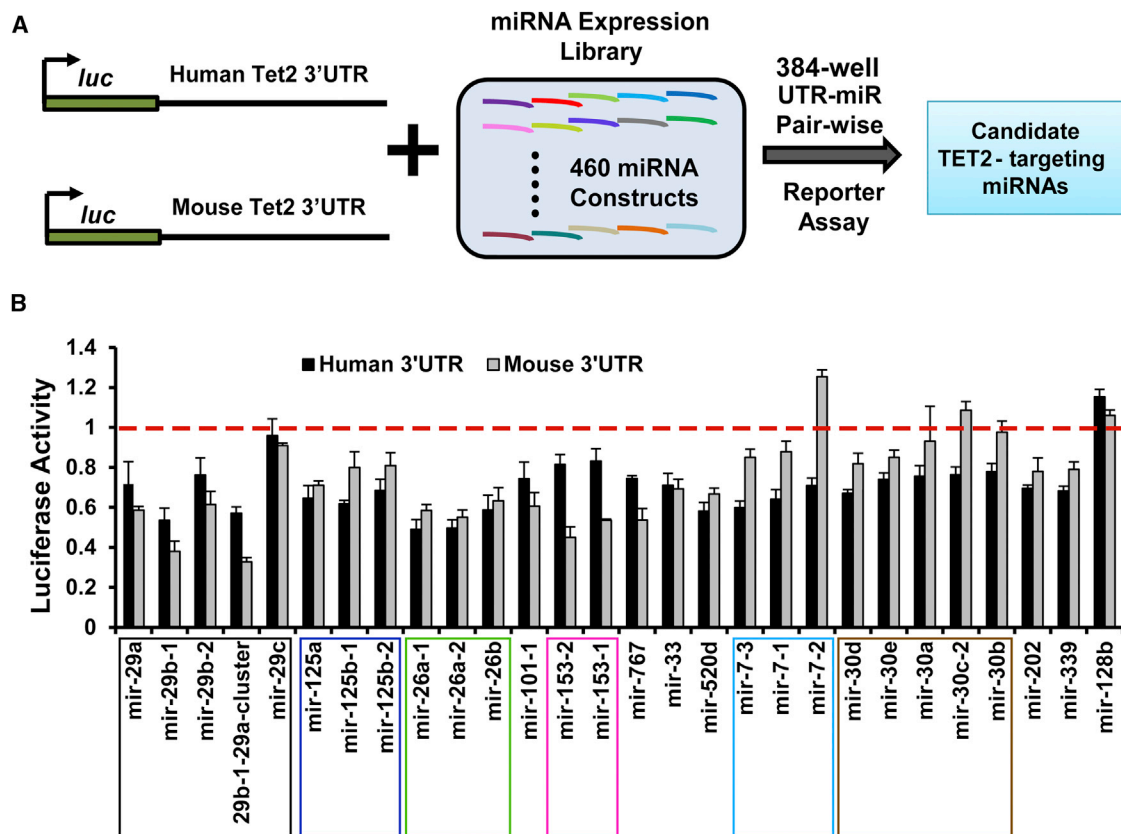 A
luc
Human Tet2 3'UTR
luc
Mouse Tet2 3'UTR
miRNA Expression
Library
460 miRNA
Constructs
384-well
UTR-miR
Pair-wise
Reporter
Assay
Candidate
TET2 - targeting
miRNAs
B
Luciferase Activity
1.4
1.2
1
0.8
0.6
0.4
0.2
0
Human 3'UTR
Mouse 3'UTR
mir-29a
mir-29b-1
mir-29b-2
29b-1-29a-cluster
mir-29c
mir-125a
mir-125b-1
mir-125b-2
mir-26a-1
mir-26a-2
mir-26b
mir-101-1
mir-153-2
mir-153-1
mir-767
mir-33
mir-520d
mir-7-3
mir-7-1
mir-7-2
mir-30d
mir-30e
mir-30a
mir-30c-2
mir-30b
mir-202
mir-339
mir-128b